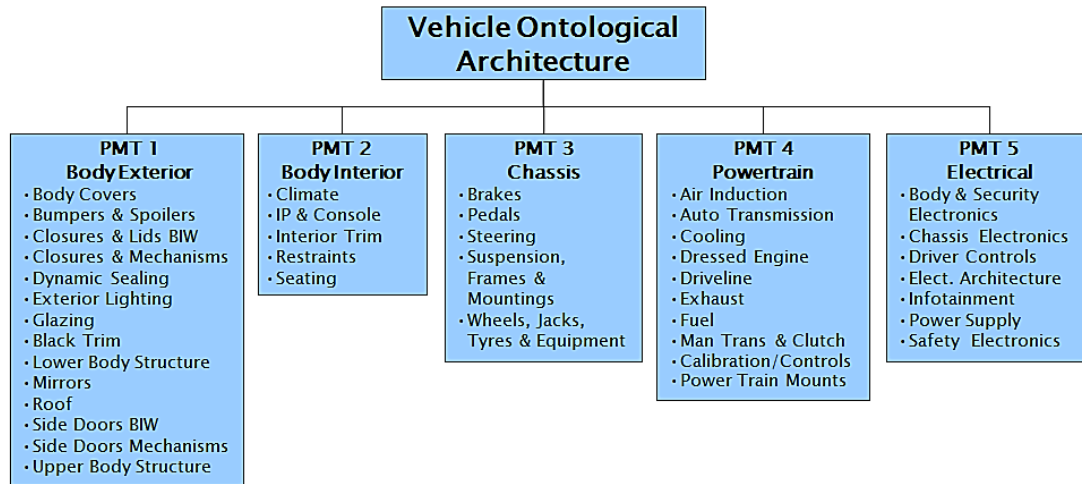 Vehicle Ontological
Architecture
PMT 1
Body Exterior
• Body Covers
• Bumpers & Spoilers
• Closures & Lids BIW
• Closures & Mechanisms
• Dynamic Sealing
• Exterior Lighting
• Glazing
• Black Trim
• Lower Body Structure
• Mirrors
• Roof
• Side Doors BIW
• Side Doors Mechanisms
• Upper Body Structure
PMT 2
Body Interior
• Climate
• IP & Console
• Interior Trim
• Restraints
• Seating
PMT 3
Chassis
• Brakes
• Pedals
• Steering
• Suspension,
Frames &
Mountings
• Wheels, Jacks,
Tyres & Equipment
PMT 4
Powertrain
• Air Induction
• Auto Transmission
• Cooling
• Dressed Engine
• Driveline
• Exhaust
• Fuel
• Man Trans & Clutch
• Calibration/Controls
• Power Train Mounts
PMT 5
Electrical
• Body & Security
Electronics
• Chassis Electronics
• Driver Controls
• Elect. Architecture
• Infotainment
• Power Supply
• Safety Electronics